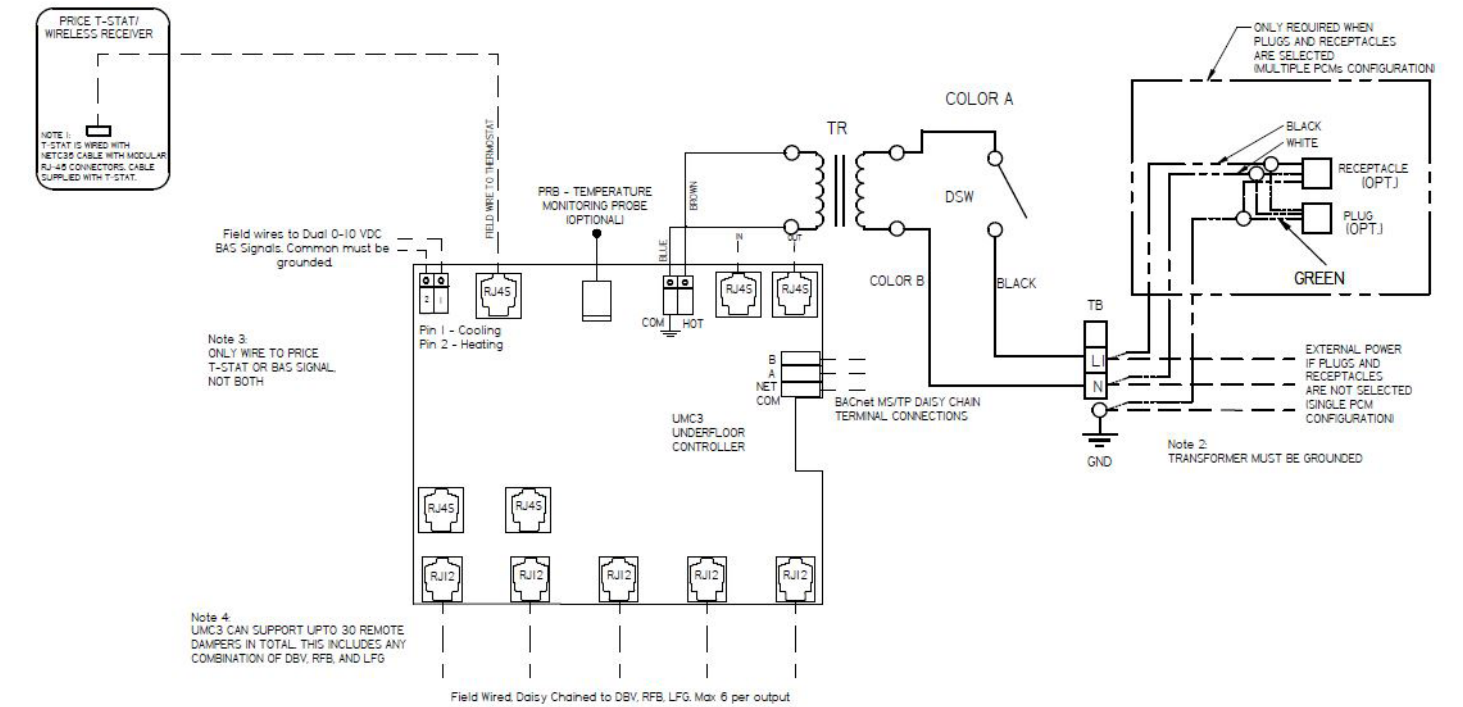 PRICE T-STAT/
WIRELESS RECEIVER
NOTE 1:
T-STAT IS WIRED WITH
NETC35 CABLE WITH MODULAR
RJ-45 CONNECTORS, CABLE
SUPPLIED WITH T-STAT.
FIELD WIRE TO THERMOSTAT
PRB - TEMPERATURE
MONITORING PROBE
(OPTIONAL)
Field wires to Dual 0-10 VDC
BAS Signals. Common must be
grounded.
2 1
RJ45
Pin 1 - Cooling
Pin 2 - Heating
Note 3:
ONLY WIRE TO PRICE
T-STAT OR BAS SIGNAL,
NOT BOTH
BLUE
BROWN
COM
HOT
IN
OUT
RJ45
RJ45
TR
COLOR A
DSW
COLOR B
BLACK
B
A
NET
COM
BACnet MS/TP DAISY CHAIN
TERMINAL CONNECTIONS
UMC3
UNDERFLOOR
CONTROLLER
TB
L1
N
GND
ONLY REQUIRED WHEN
PLUGS AND RECEPTACLES
ARE SELECTED
(MULTIPLE PCMs CONFIGURATION)
BLACK
WHITE
RECEPTACLE
(OPT.)
PLUG
(OPT.)
GREEN
EXTERNAL POWER
IF PLUGS AND
RECEPTACLES
ARE NOT SELECTED
(SINGLE PCM
CONFIGURATION)
Note 2:
TRANSFORMER MUST BE GROUNDED
RJ45
RJ45
RJ12
RJ12
RJ12
RJ12
RJ12
Note 4:
UMC3 CAN SUPPORT UPTO 30 REMOTE
DAMPERS IN TOTAL. THIS INCLUDES ANY
COMBINATION OF DBV, RFB, AND LFG
Field Wired, Daisy Chained to DBV, RFB, LFG. Max 6 per output